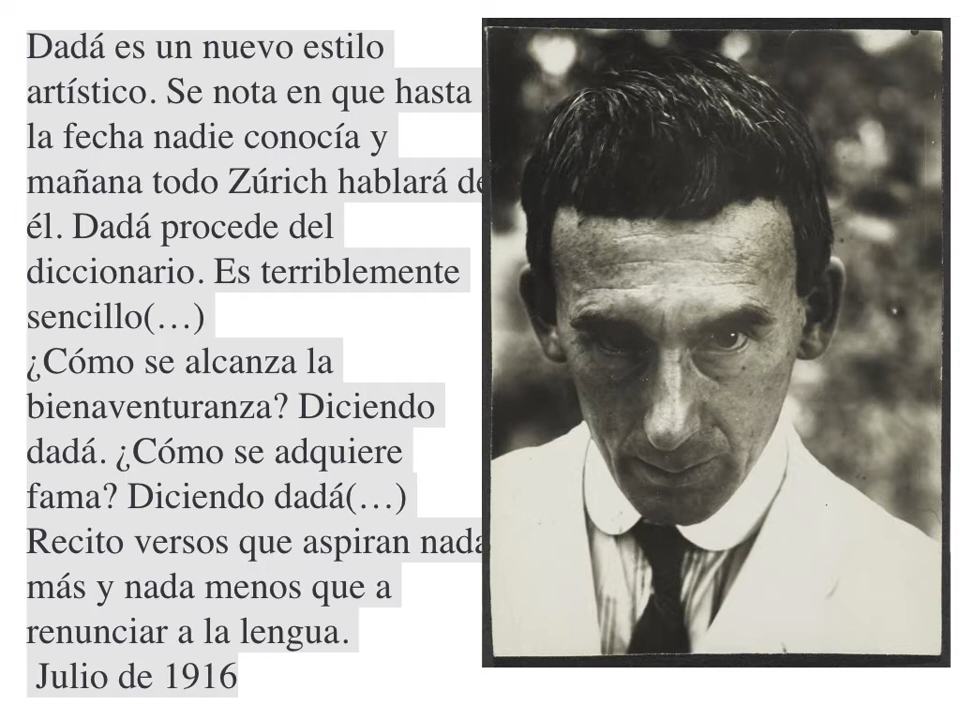 Dadá es un nuevo estilo
artístico. Se nota en que hasta
la fecha nadie conocía y
mañana todo Zúrich hablará de
él. Dadá procede del
diccionario. Es terriblemente
sencillo(…)
¿Cómo se alcanza la
bienaventuranza? Diciendo
dadá. ¿Cómo se adquiere
fama? Diciendo dadá(…)
Recito versos que aspiran nada
más y nada menos que a
renunciar a la lengua.
Julio de 1916